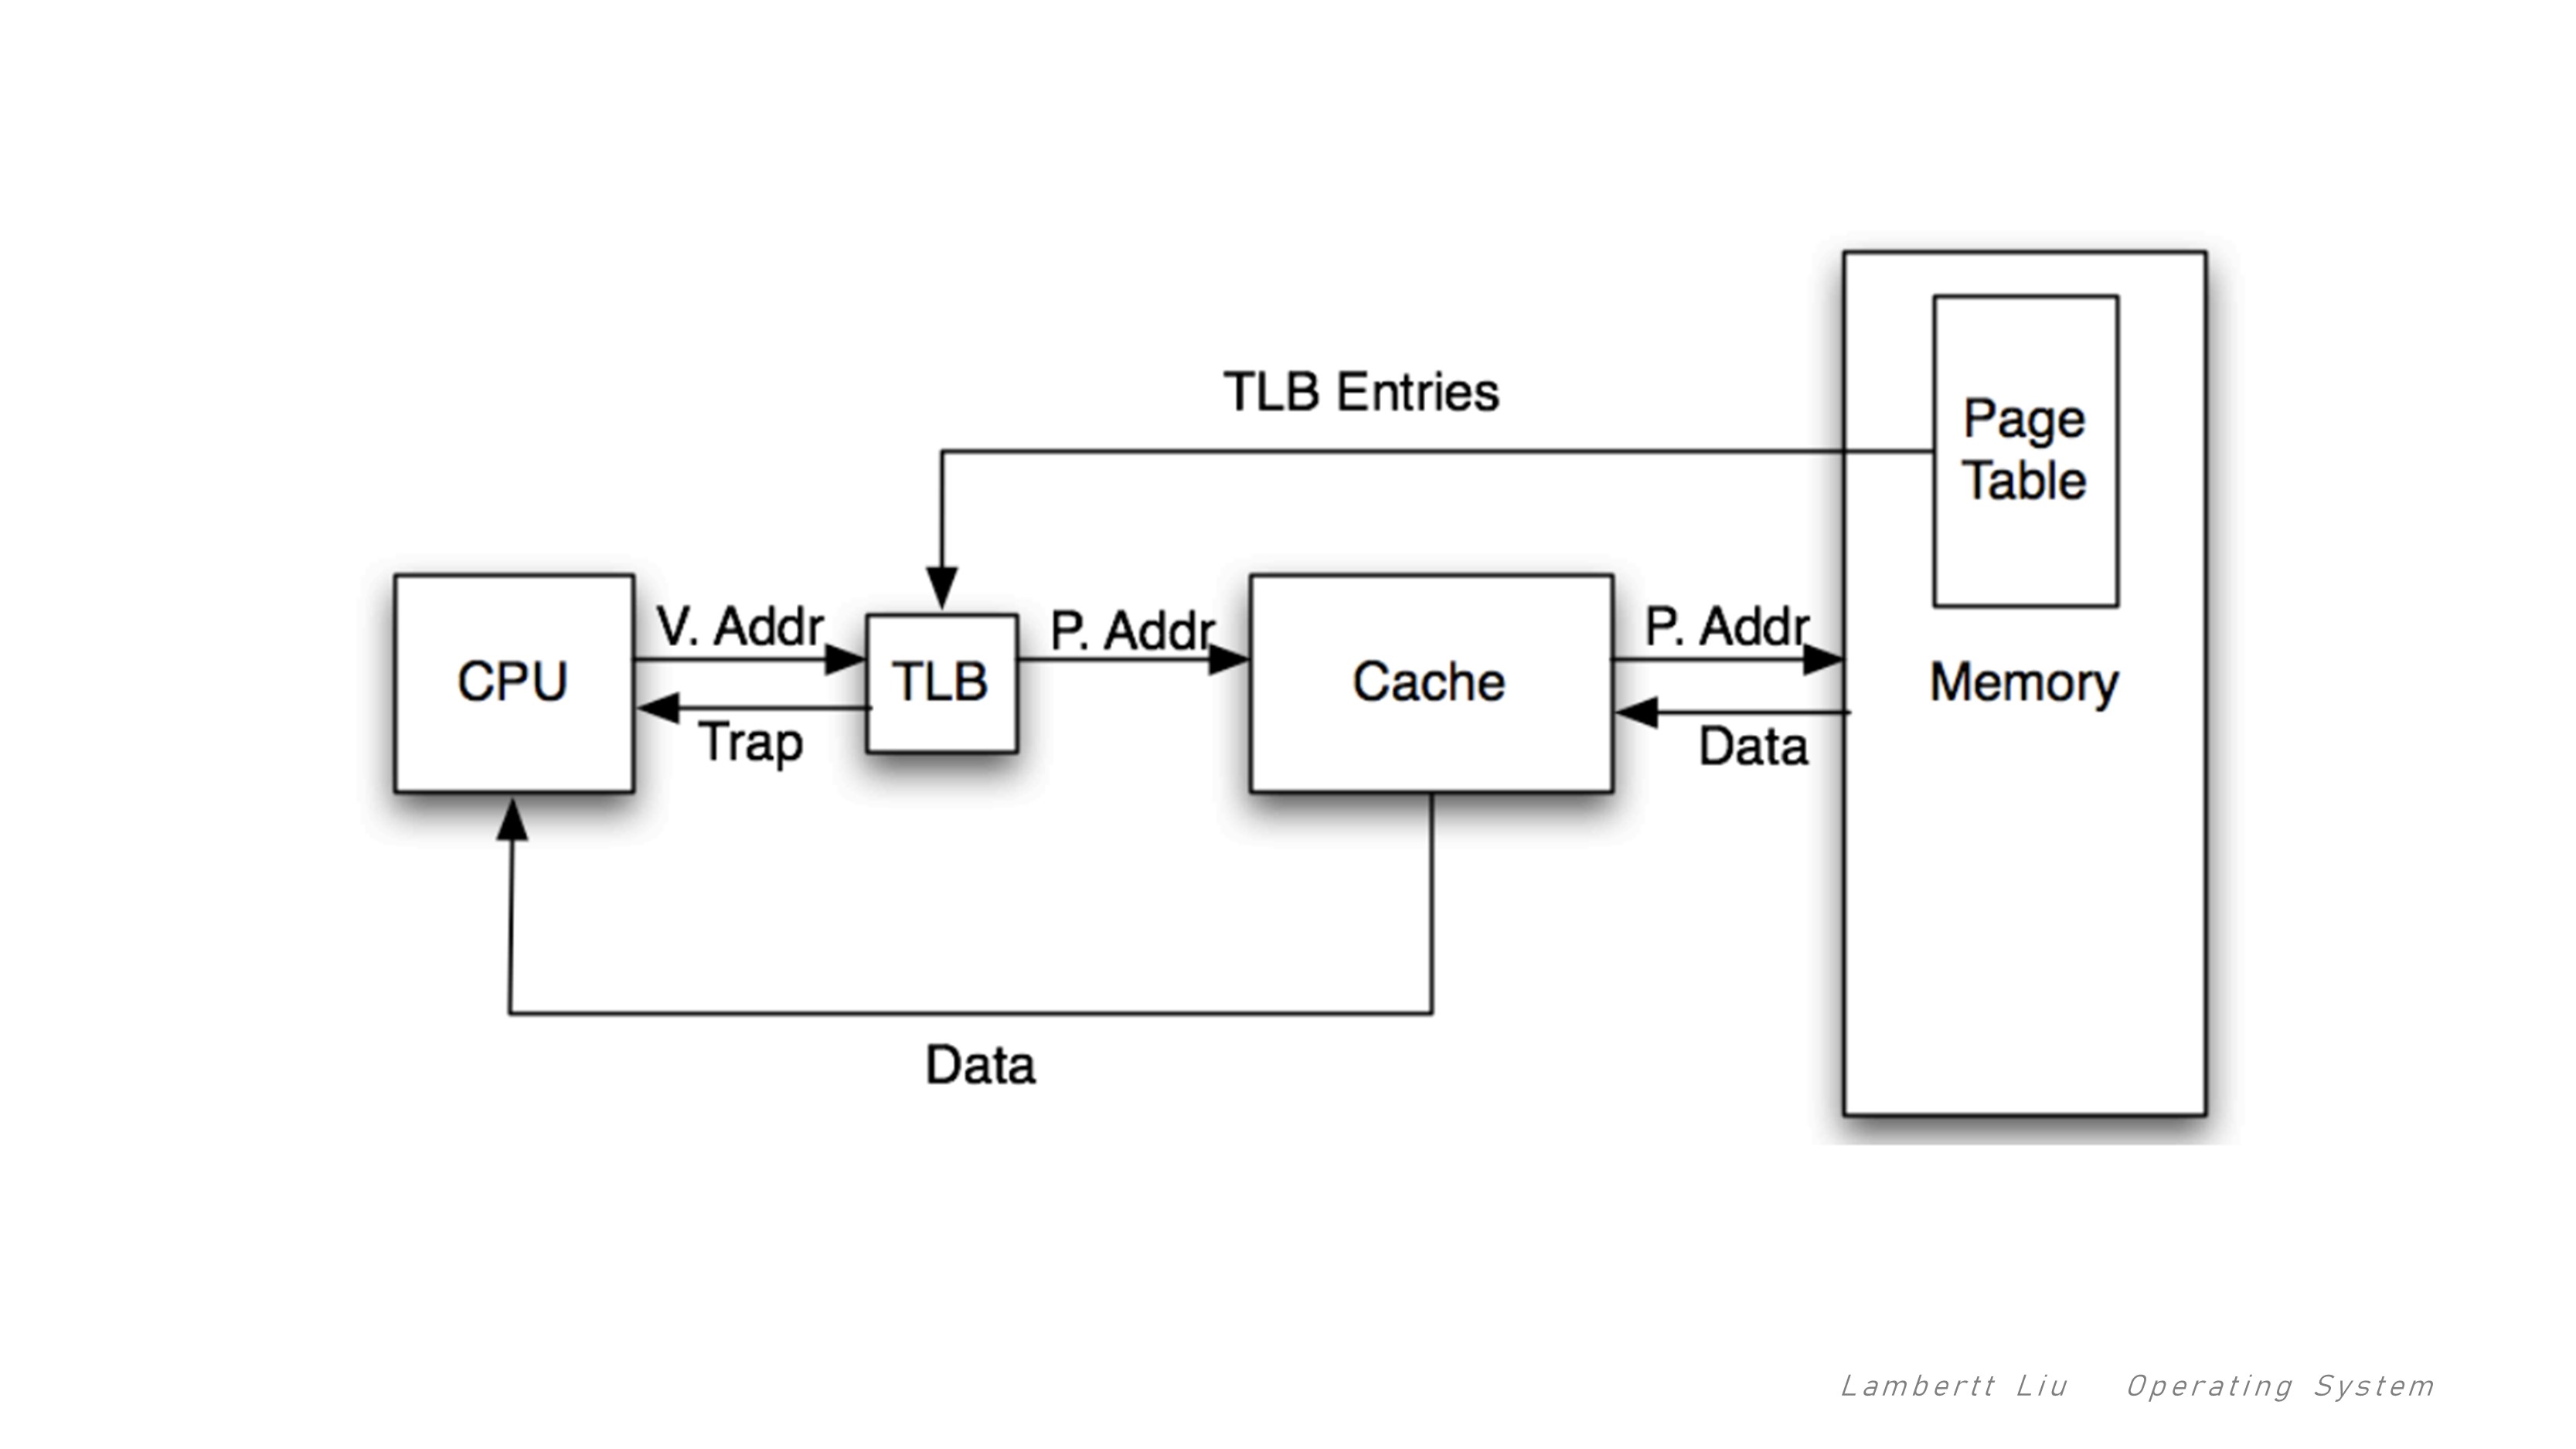 TLB Entries
Page
Table
CPU
V. Addr
Trap
TLB
P. Addr
Cache
P. Addr
Data
Memory
Data
Lambertt Liu Operating System